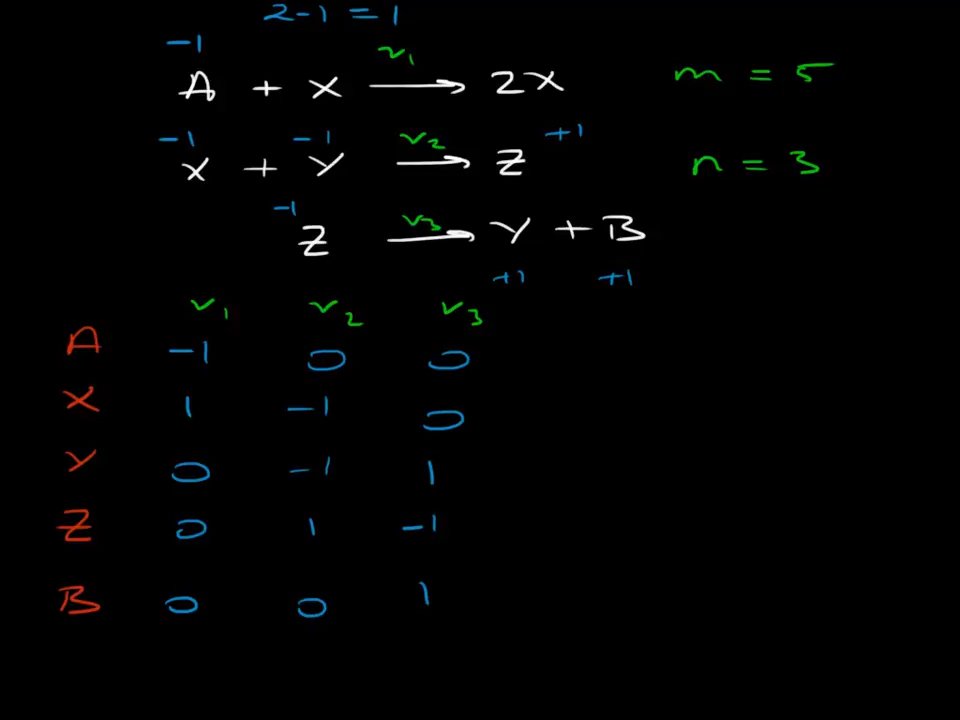 2-1 = 1
-1
A + X v1 → 2X m = 5
-1 -1 +1
X + Y v2 → Z n = 3
-1
Z v3 → Y + B
+1 +1
v1 v2 v3
A -1 0 0
X 1 -1 0
Y 0 -1 1
Z 0 1 -1
B 0 0 1